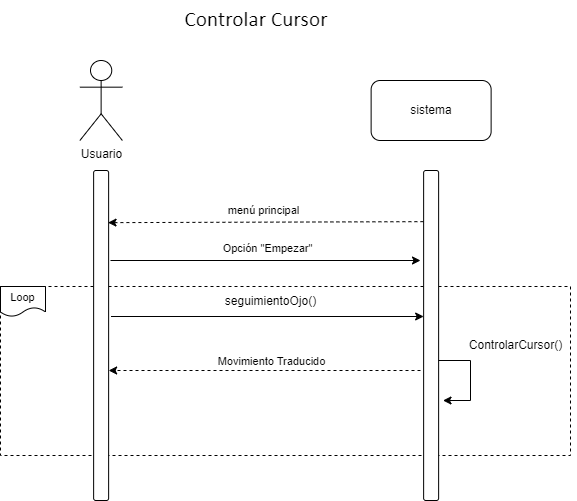 Controlar Cursor
sistema
Usuario
menú principal
Opción "Empezar"
Loop
seguimientoOjo()
ControlarCursor()
Movimiento Traducido